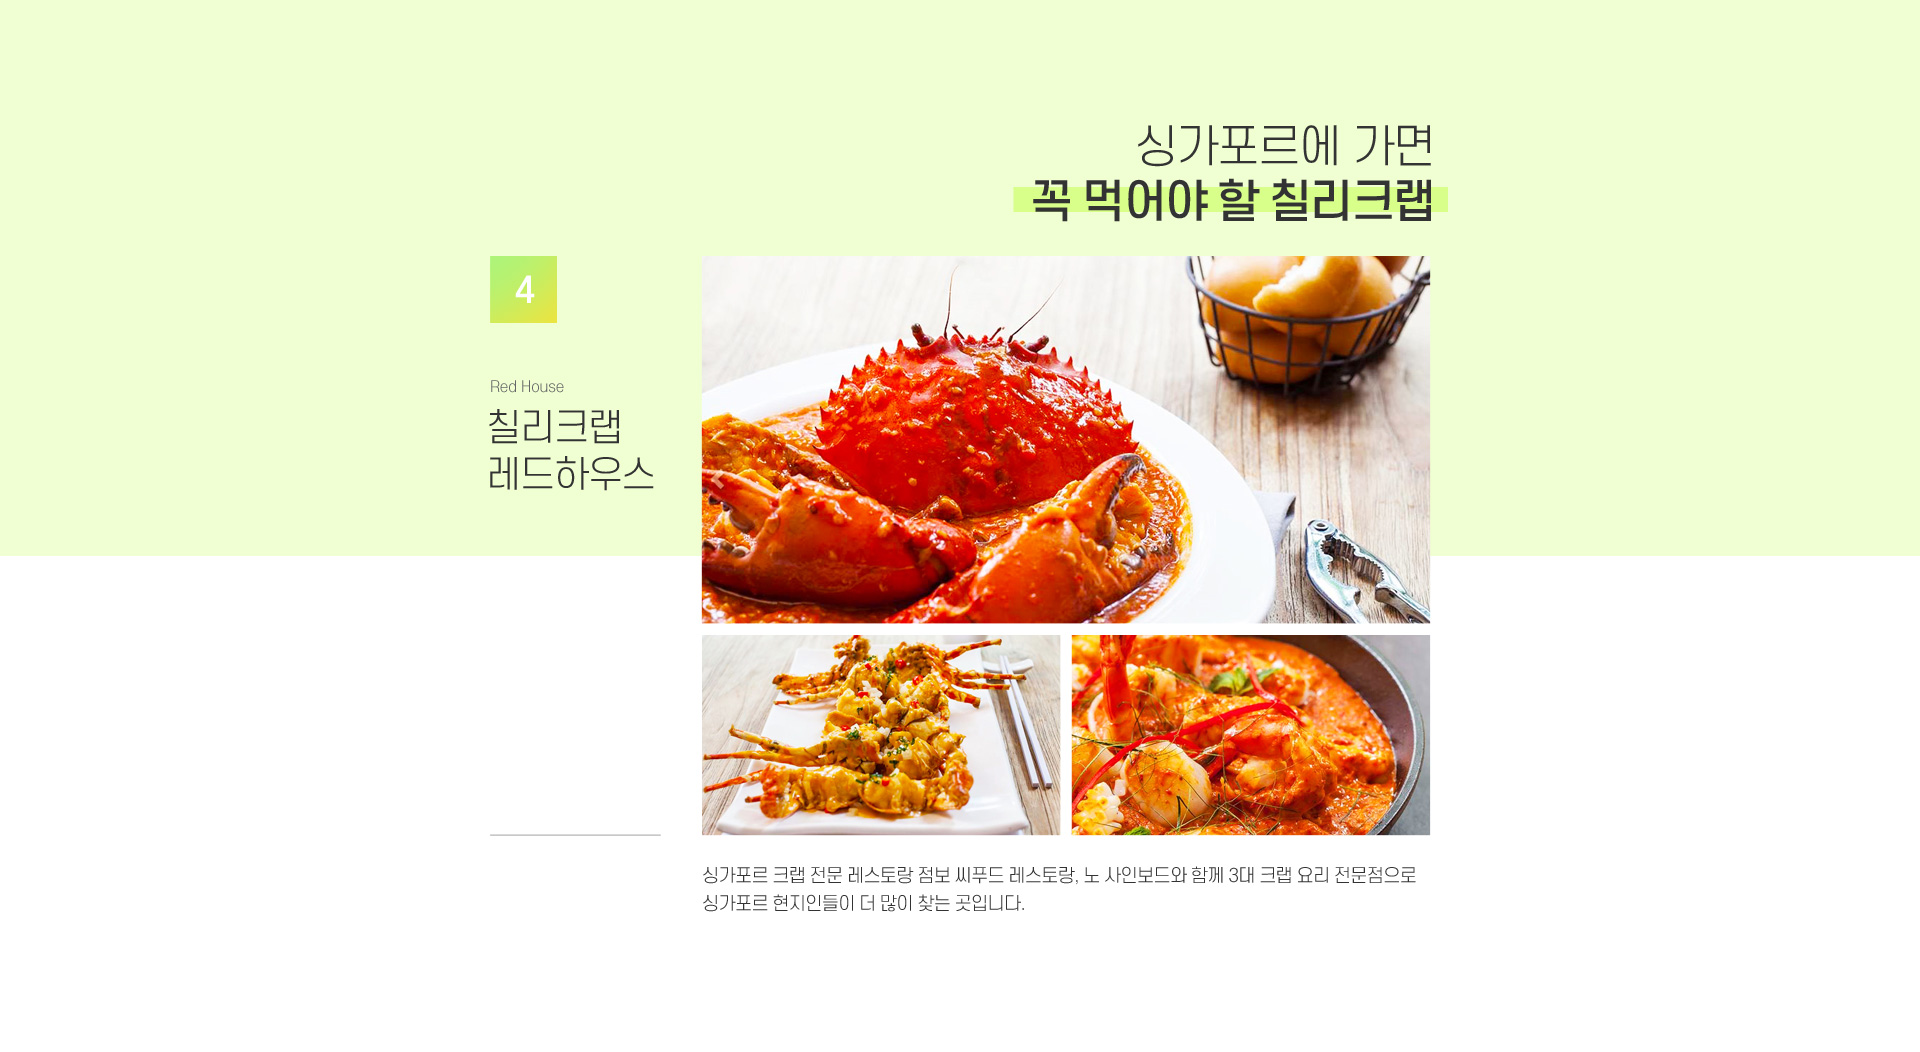 싱가포르에 가면
꼭 먹어야 할 칠리크랩
4
Red House
칠리크랩
레드하우스
싱가포르 크랩 전문 레스토랑 점보 씨푸드 레스토랑, 노 사인보드와 함께 3대 크랩 요리 전문점으로
싱가포르 현지인들이 더 많이 찾는 곳입니다.